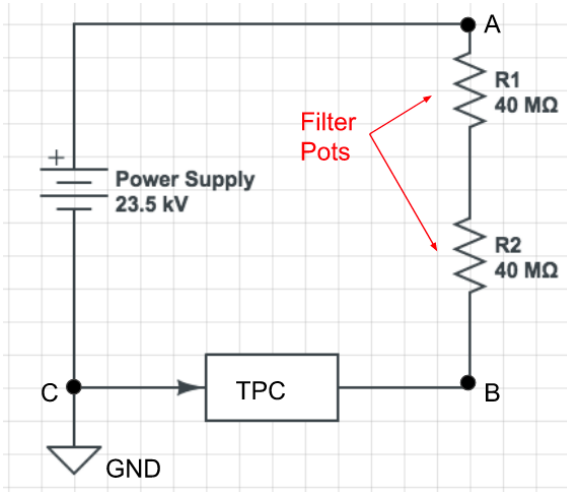 A
R1
40 MΩ
Filter
Pots
+
Power Supply
23.5 kV
R2
40 MΩ
C
TPC
B
GND